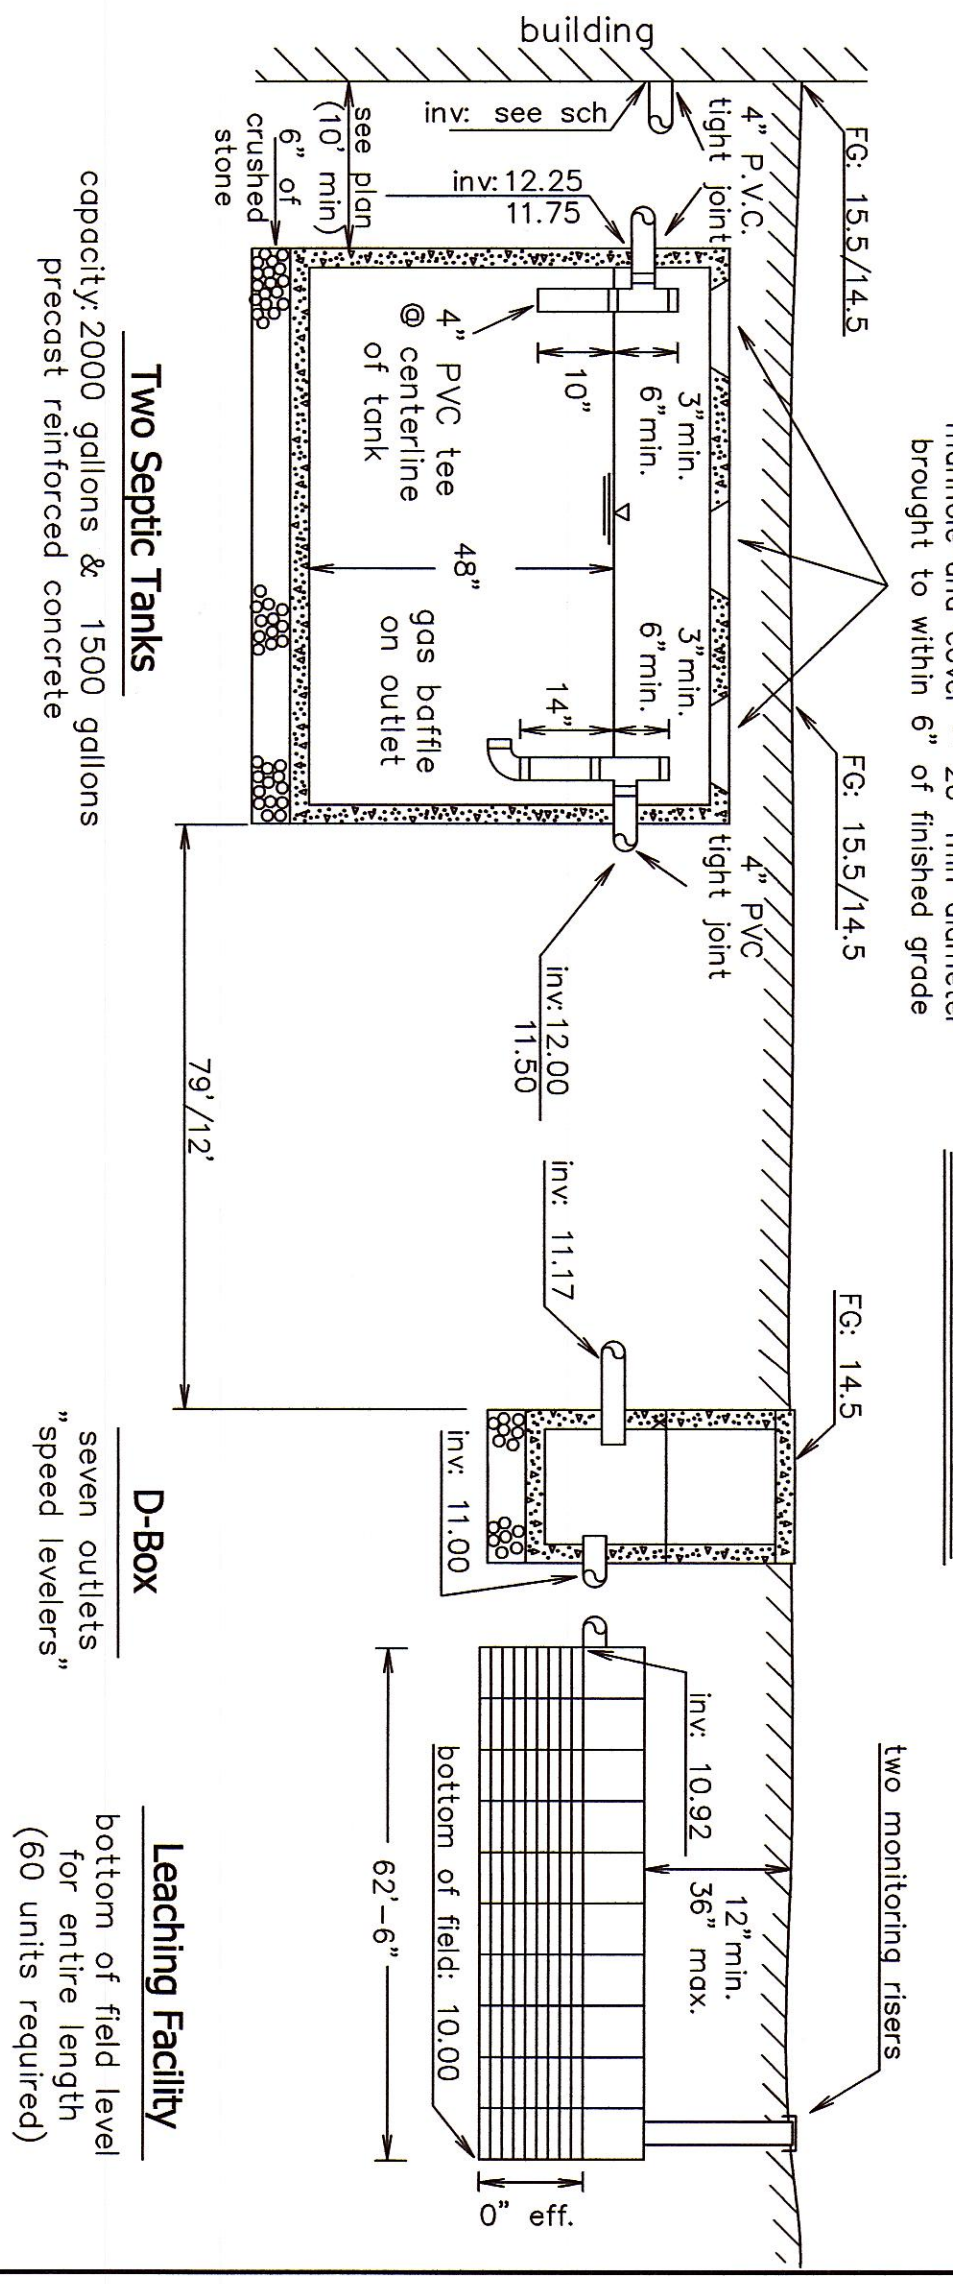 building
FG: 15.5/14.5
4" P.V.C.
tight joint
inv: see sch
inv: 12.25
11.75
see plan
(10' min)
6" of
crushed
stone
brought to within 6" of finished grade
FG: 15.5/14.5
3"min.
6"min.
10"
4" PVC tee
@ centerline
of tank
48"
3"min.
6"min.
14"
gas baffle
on outlet
4" PVC
tight joint
inv: 12.00
11.50
79'/12'
Two Septic Tanks
capacity: 2000 gallons & 1500 gallons
precast reinforced concrete
inv: 11.17
FG: 14.5
inv: 11.00
D-Box
seven outlets
"speed levelers"
two monitoring risers
inv: 10.92
12"min.
36" max.
bottom of field: 10.00
62'-6"
0" eff.
Leaching Facility
bottom of field level
for entire length
(60 units required)